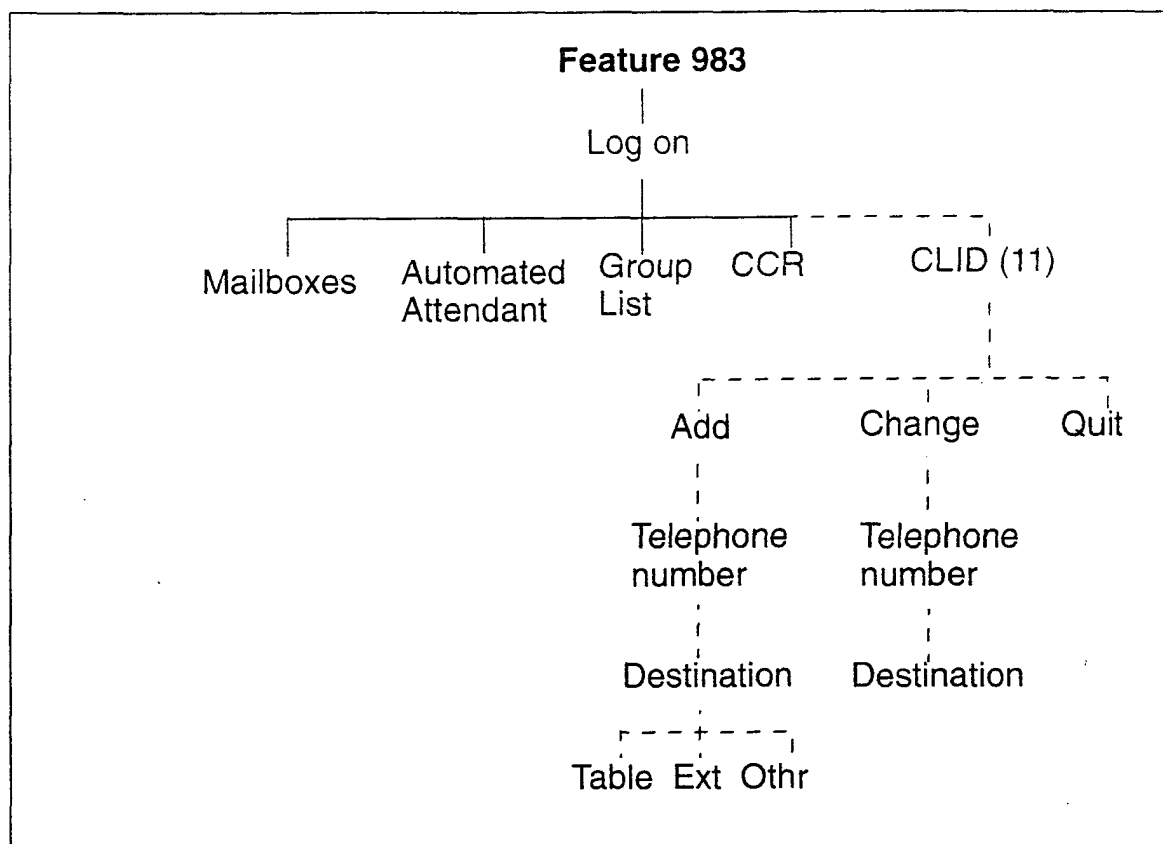 Feature 983
Log on
Mailboxes
Automated
Attendant
Group
List
CCR
CLID (11)
Add
Change
Quit
Telephone
number
Telephone
number
Destination
Destination
Table Ext Othr